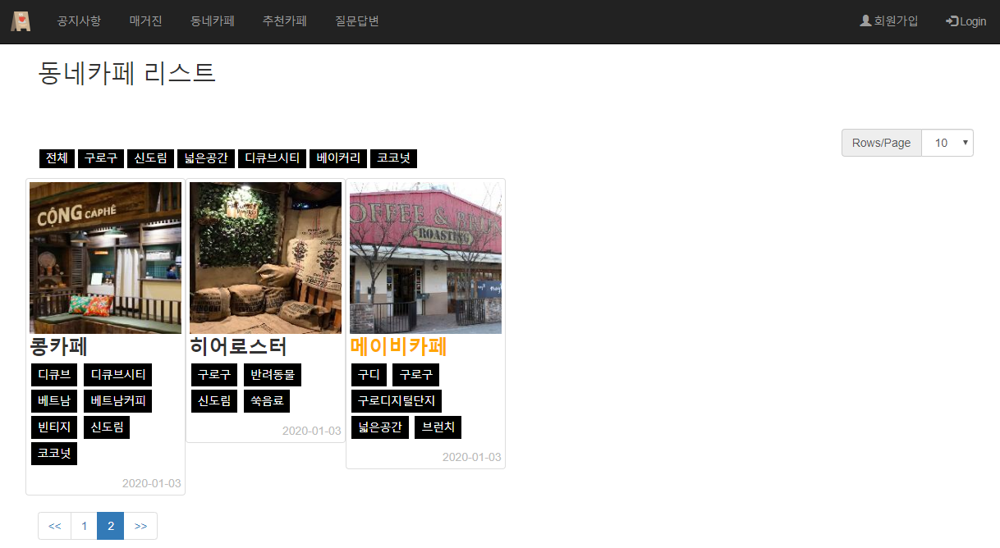 공지사항 매거진 동네카페 추천카페 질문답변 회원가입 Login
동네카페 리스트
Rows/Page 10
전체 구로구 신도림 넓은공간 디큐브시티 베이커리 코코넛
CỘNG CAPHÊ
COFFEE &
ROASTING
콩카페
디큐브 디큐브시티
베트남 베트남커피
빈티지 신도림
코코넛
2020-01-03
히어로스터
구로구 반려동물
신도림 쑥음료
2020-01-03
메이비카페
구디 구로구
구로디지털단지
넓은공간 브런치
2020-01-03
<< 1 2 >>